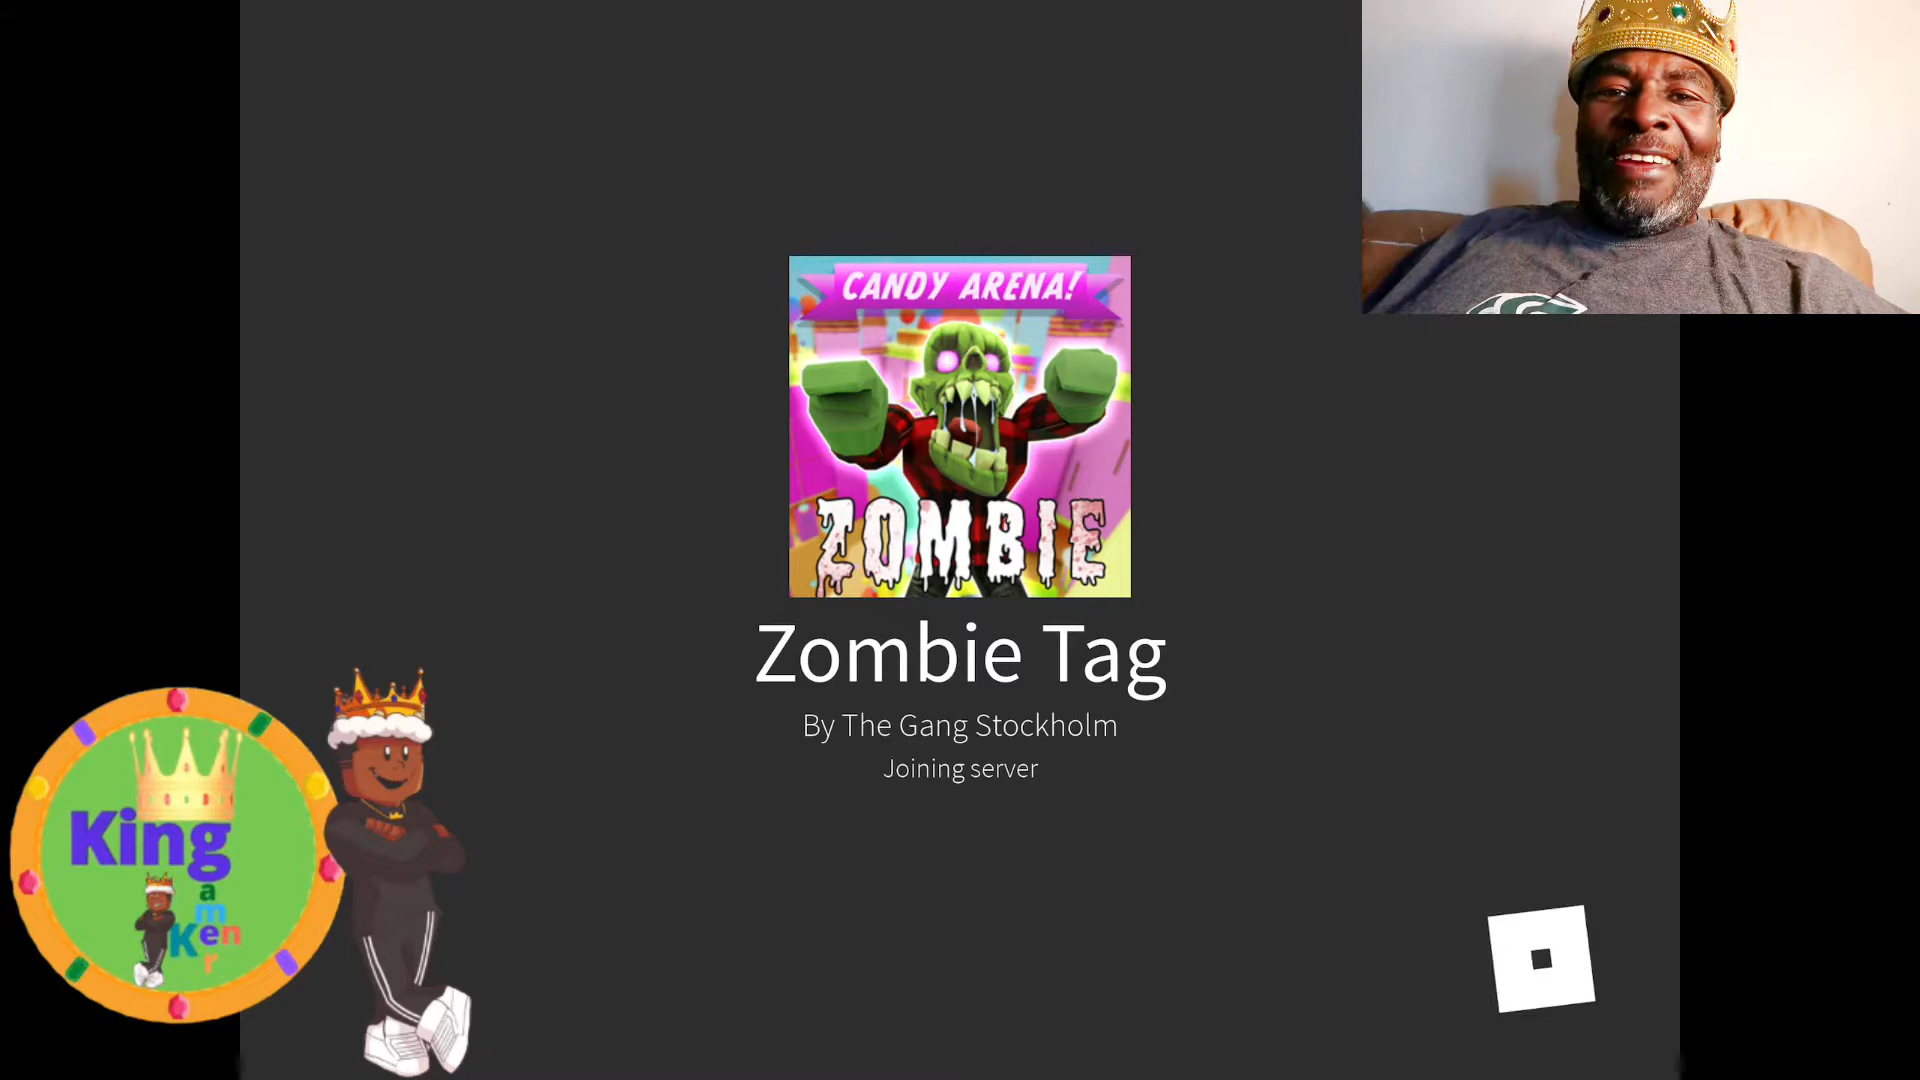 CANDY ARENA!
ZOMBIE
Zombie Tag
By The Gang Stockholm
Joining server
King
a
m
Ken
r